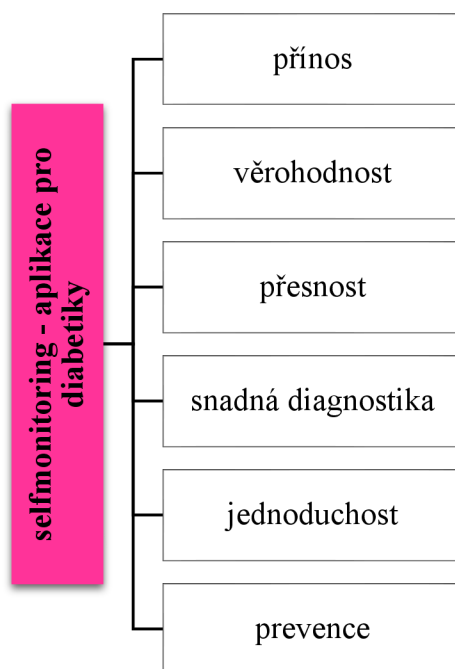 selfmonitoring - aplikace pro
diabetiky
přínos
věrohodnost
přesnost
snadná diagnostika
jednoduchost
prevence